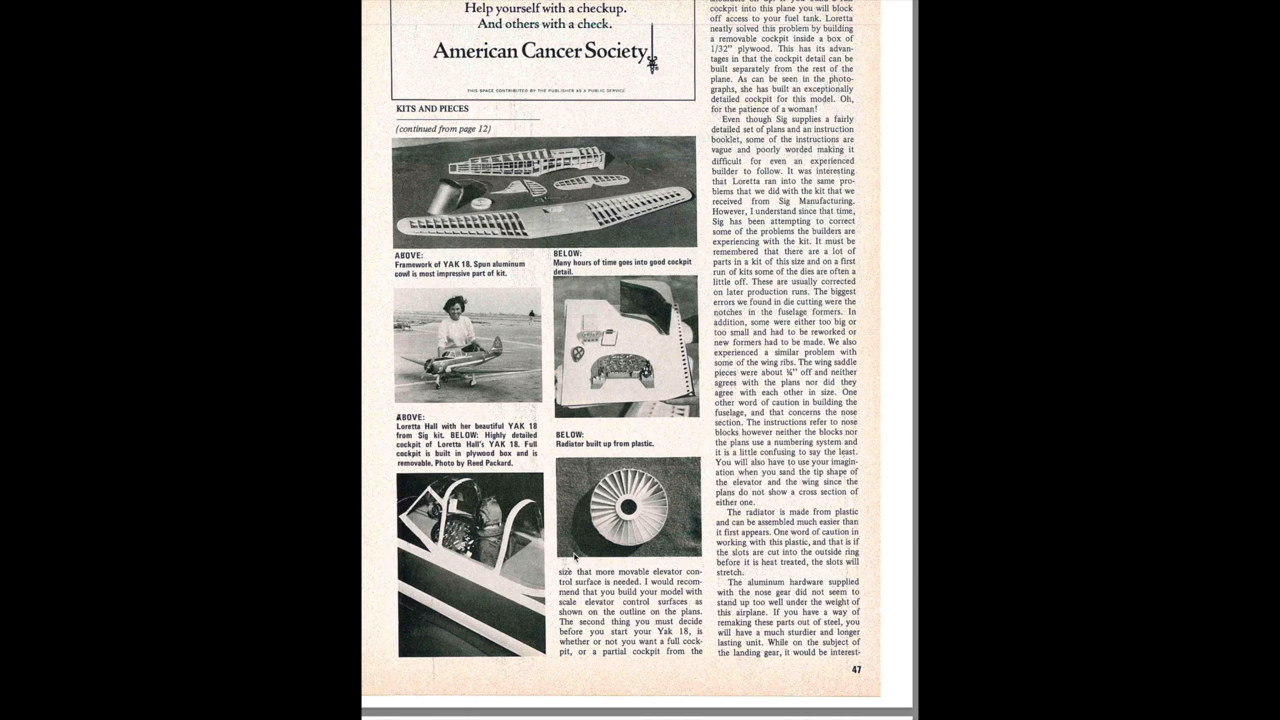 Help yourself with a checkup.
And others with a check.
American Cancer Society
THIS SPACE CONTRIBUTED BY THE PUBLISHER AS A PUBLIC SERVICE
KITS AND PIECES
(continued from page 12)
ABOVE:
Framework of YAK 18. Spun aluminum
cowl is most impressive part of kit.
BELOW:
Many hours of time goes into good cockpit
detail.
ABOVE:
Loretta Hall with her beautiful YAK 18
from Sig kit. BELOW: Highly detailed
cockpit of Loretta Hall's YAK 18. Full
cockpit is built in plywood box and is
removable. Photo by Reed Packard.
BELOW:
Radiator built up from plastic.
size that more movable elevator con-
trol surface is needed. I would recom-
mend that you build your model with
scale elevator control surfaces as
shown on the outline on the plans.
The second thing you must decide
before you start your Yak 18, is
whether or not you want a full cock-
pit, or a partial cockpit from the
cockpit into this plane you will block
off access to your fuel tank. Loretta
neatly solved this problem by building
a removable cockpit inside a box of
1/32" plywood. This has its advan-
tages in that the cockpit detail can be
built separately from the rest of the
plane. As can be seen in the photo-
graphs, she has built an exceptionally
detailed cockpit for this model. Oh,
for the patience of a woman!
Even though Sig supplies a fairly
detailed set of plans and an instruction
booklet, some of the instructions are
vague and poorly worded making it
difficult for even an experienced
builder to follow. It was interesting
that Loretta ran into the same pro-
blems that we did with the kit that we
received from Sig Manufacturing.
However, I understand since that time,
Sig has been attempting to correct
some of the problems the builders are
experiencing with the kit. It must be
remembered that there are a lot of
parts in a kit of this size and on a first
run of kits some of the dies are often a
little off. These are usually corrected
on later production runs. The biggest
errors we found in die cutting were the
notches in the fuselage formers. In
addition, some were either too big or
too small and had to be reworked or
new formers had to be made. We also
experienced a similar problem with
some of the wing ribs. The wing saddle
pieces were about ¼" off and neither
agrees with the plans nor did they
agree with each other in size. One
other word of caution in building the
fuselage, and that concerns the nose
section. The instructions refer to nose
blocks however neither the blocks nor
the plans use a numbering system and
it is a little confusing to say the least.
You will also have to use your imagin-
ation when you sand the tip shape of
the elevator and the wing since the
plans do not show a cross section of
either one.
The radiator is made from plastic
and can be assembled much easier than
it first appears. One word of caution in
working with this plastic, and that is if
the slots are cut into the outside ring
before it is heat treated, the slots will
stretch.
The aluminum hardware supplied
with the nose gear did not seem to
stand up too well under the weight of
this airplane. If you have a way of
remaking these parts out of steel, you
will have a much sturdier and longer
lasting unit. While on the subject of
the landing gear, it would be interest-
47